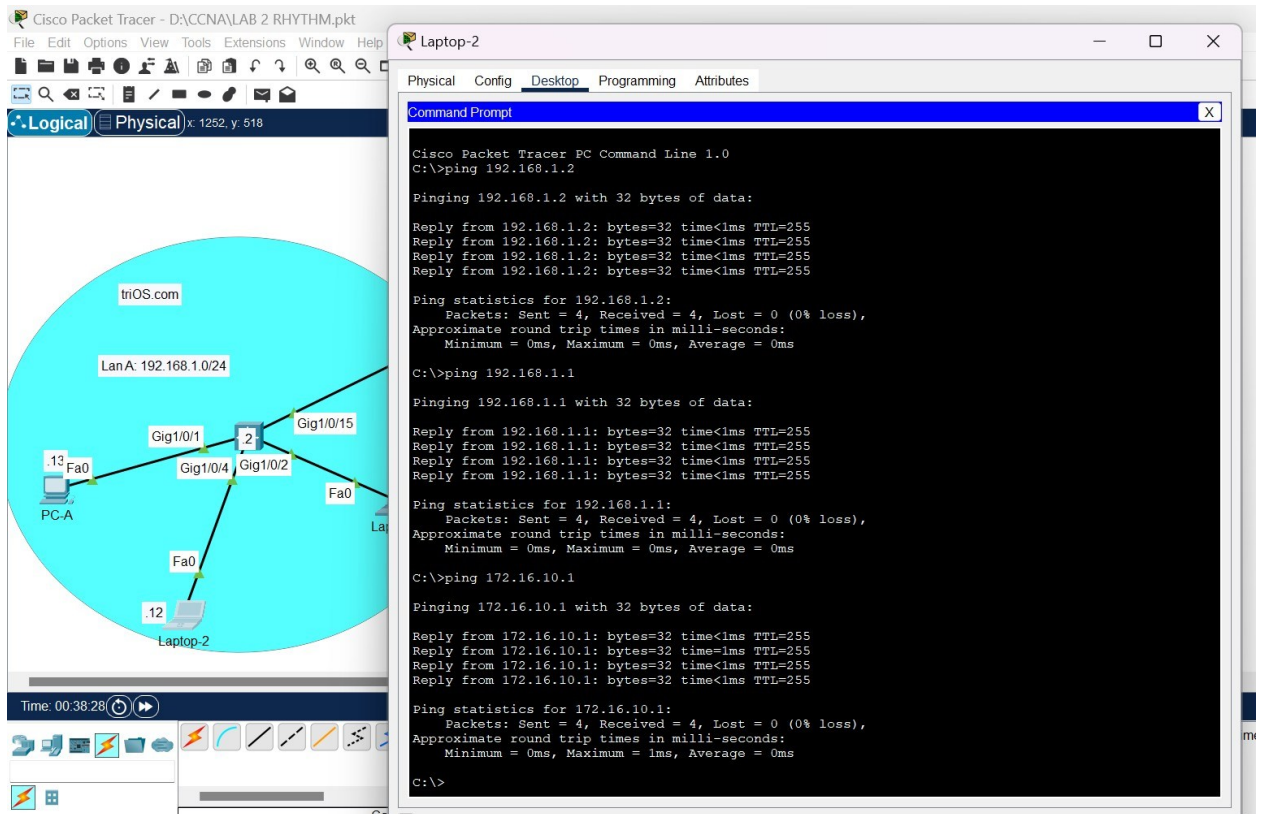 Cisco Packet Tracer - D:\CCNA\LAB 2 RHYTHM.pkt
File Edit Options View Tools Extensions Window Help
Logical Physical x: 1252, y: 518
triOS.com
Lan A: 192.168.1.0/24
Gig1/0/15
Gig1/0/1
.2
.13
Fa0
Gig1/0/4
Gig1/0/2
Fa0
PC-A
Fa0
.12
Laptop-2
Time: 00:38:28
Laptop-2
Physical Config Desktop Programming Attributes
Command Prompt
X
Cisco Packet Tracer PC Command Line 1.0
C:\>ping 192.168.1.2
Pinging 192.168.1.2 with 32 bytes of data:
Reply from 192.168.1.2: bytes=32 time<1ms TTL=255
Reply from 192.168.1.2: bytes=32 time<1ms TTL=255
Reply from 192.168.1.2: bytes=32 time<1ms TTL=255
Reply from 192.168.1.2: bytes=32 time<1ms TTL=255
Ping statistics for 192.168.1.2:
Packets: Sent = 4, Received = 4, Lost = 0 (0% loss),
Approximate round trip times in milli-seconds:
Minimum = 0ms, Maximum = 0ms, Average = 0ms
C:\>ping 192.168.1.1
Pinging 192.168.1.1 with 32 bytes of data:
Reply from 192.168.1.1: bytes=32 time<1ms TTL=255
Reply from 192.168.1.1: bytes=32 time<1ms TTL=255
Reply from 192.168.1.1: bytes=32 time<1ms TTL=255
Reply from 192.168.1.1: bytes=32 time<1ms TTL=255
Ping statistics for 192.168.1.1:
Packets: Sent = 4, Received = 4, Lost = 0 (0% loss),
Approximate round trip times in milli-seconds:
Minimum = 0ms, Maximum = 0ms, Average = 0ms
C:\>ping 172.16.10.1
Pinging 172.16.10.1 with 32 bytes of data:
Reply from 172.16.10.1: bytes=32 time<1ms TTL=255
Reply from 172.16.10.1: bytes=32 time=1ms TTL=255
Reply from 172.16.10.1: bytes=32 time<1ms TTL=255
Reply from 172.16.10.1: bytes=32 time<1ms TTL=255
Ping statistics for 172.16.10.1:
Packets: Sent = 4, Received = 4, Lost = 0 (0% loss),
Approximate round trip times in milli-seconds:
Minimum = 0ms, Maximum = 1ms, Average = 0ms
C:\>